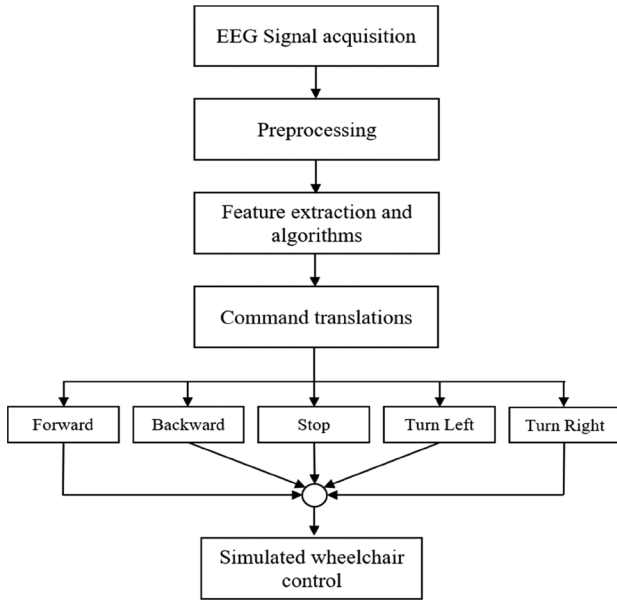 EEG Signal acquisition
Preprocessing
Feature extraction and
algorithms
Command translations
Forward
Backward
Stop
Turn Left
Turn Right
Simulated wheelchair
control